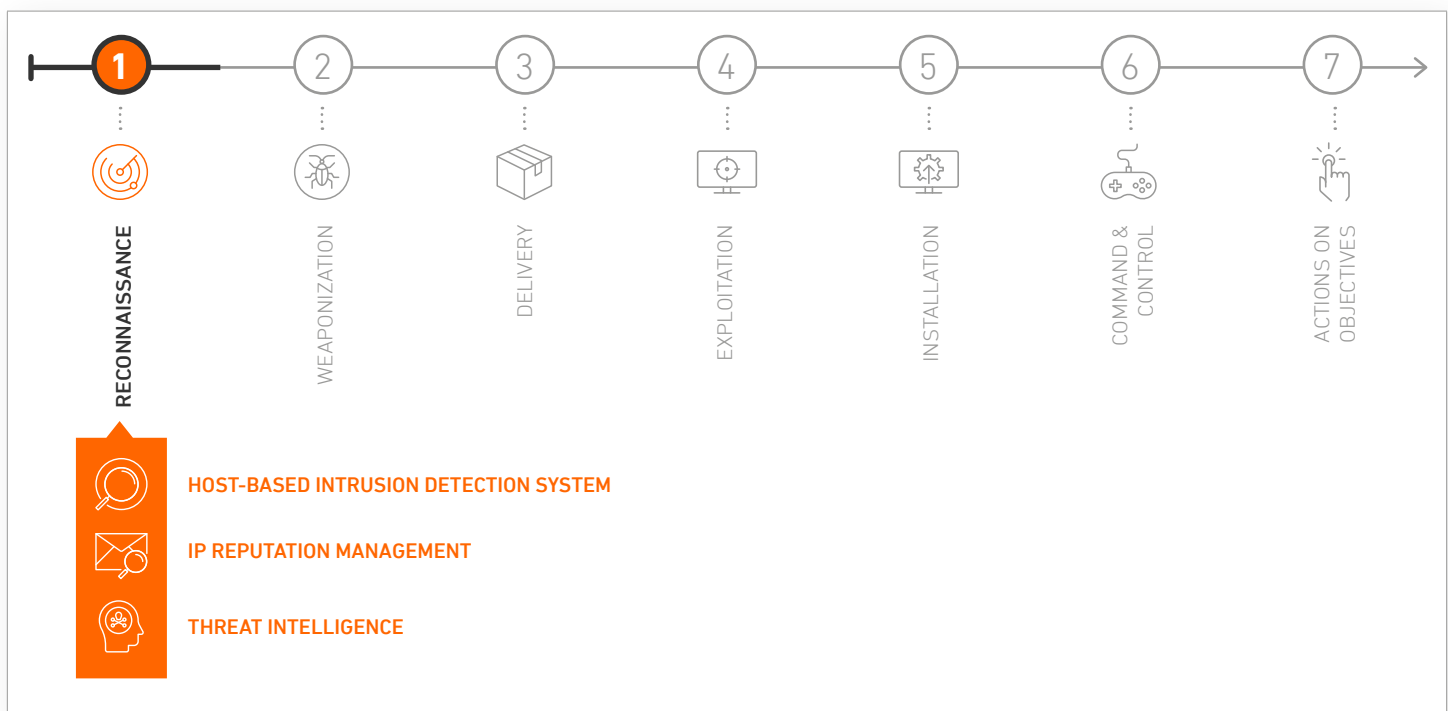 1
2
3
4
5
6
7
RECONNAISSANCE
WEAPONIZATION
DELIVERY
EXPLOITATION
INSTALLATION
COMMAND &
CONTROL
ACTIONS ON
OBJECTIVES
HOST-BASED INTRUSION DETECTION SYSTEM
IP REPUTATION MANAGEMENT
THREAT INTELLIGENCE